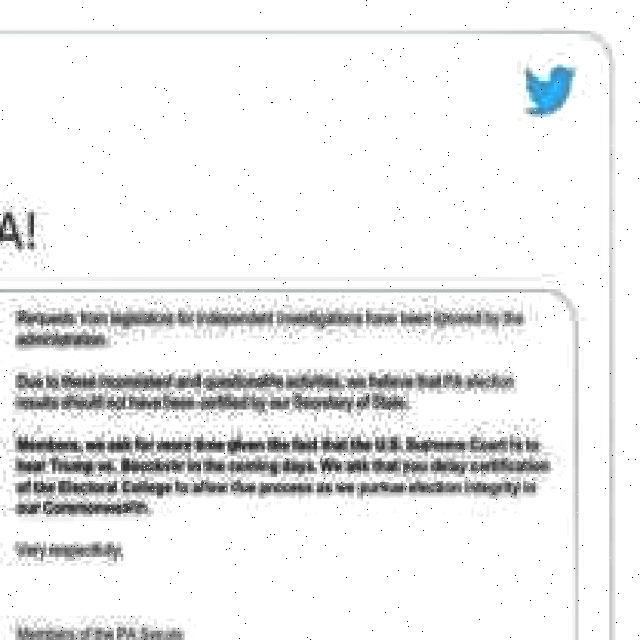 A!
Requests from legislators for independent investigations have been ignored by the
administration.
Due to these inconsistent and questionable activities, we believe that PA election
results should not have been certified by our Secretary of State.
Members, we ask for more time given the fact that the U.S. Supreme Court is to
hear Trump vs. Boockvar in the coming days. We ask that you delay certification
of the Electoral College to allow due process as we pursue election integrity in
our Commonwealth.
Very respectfully,
Members of the PA Senate